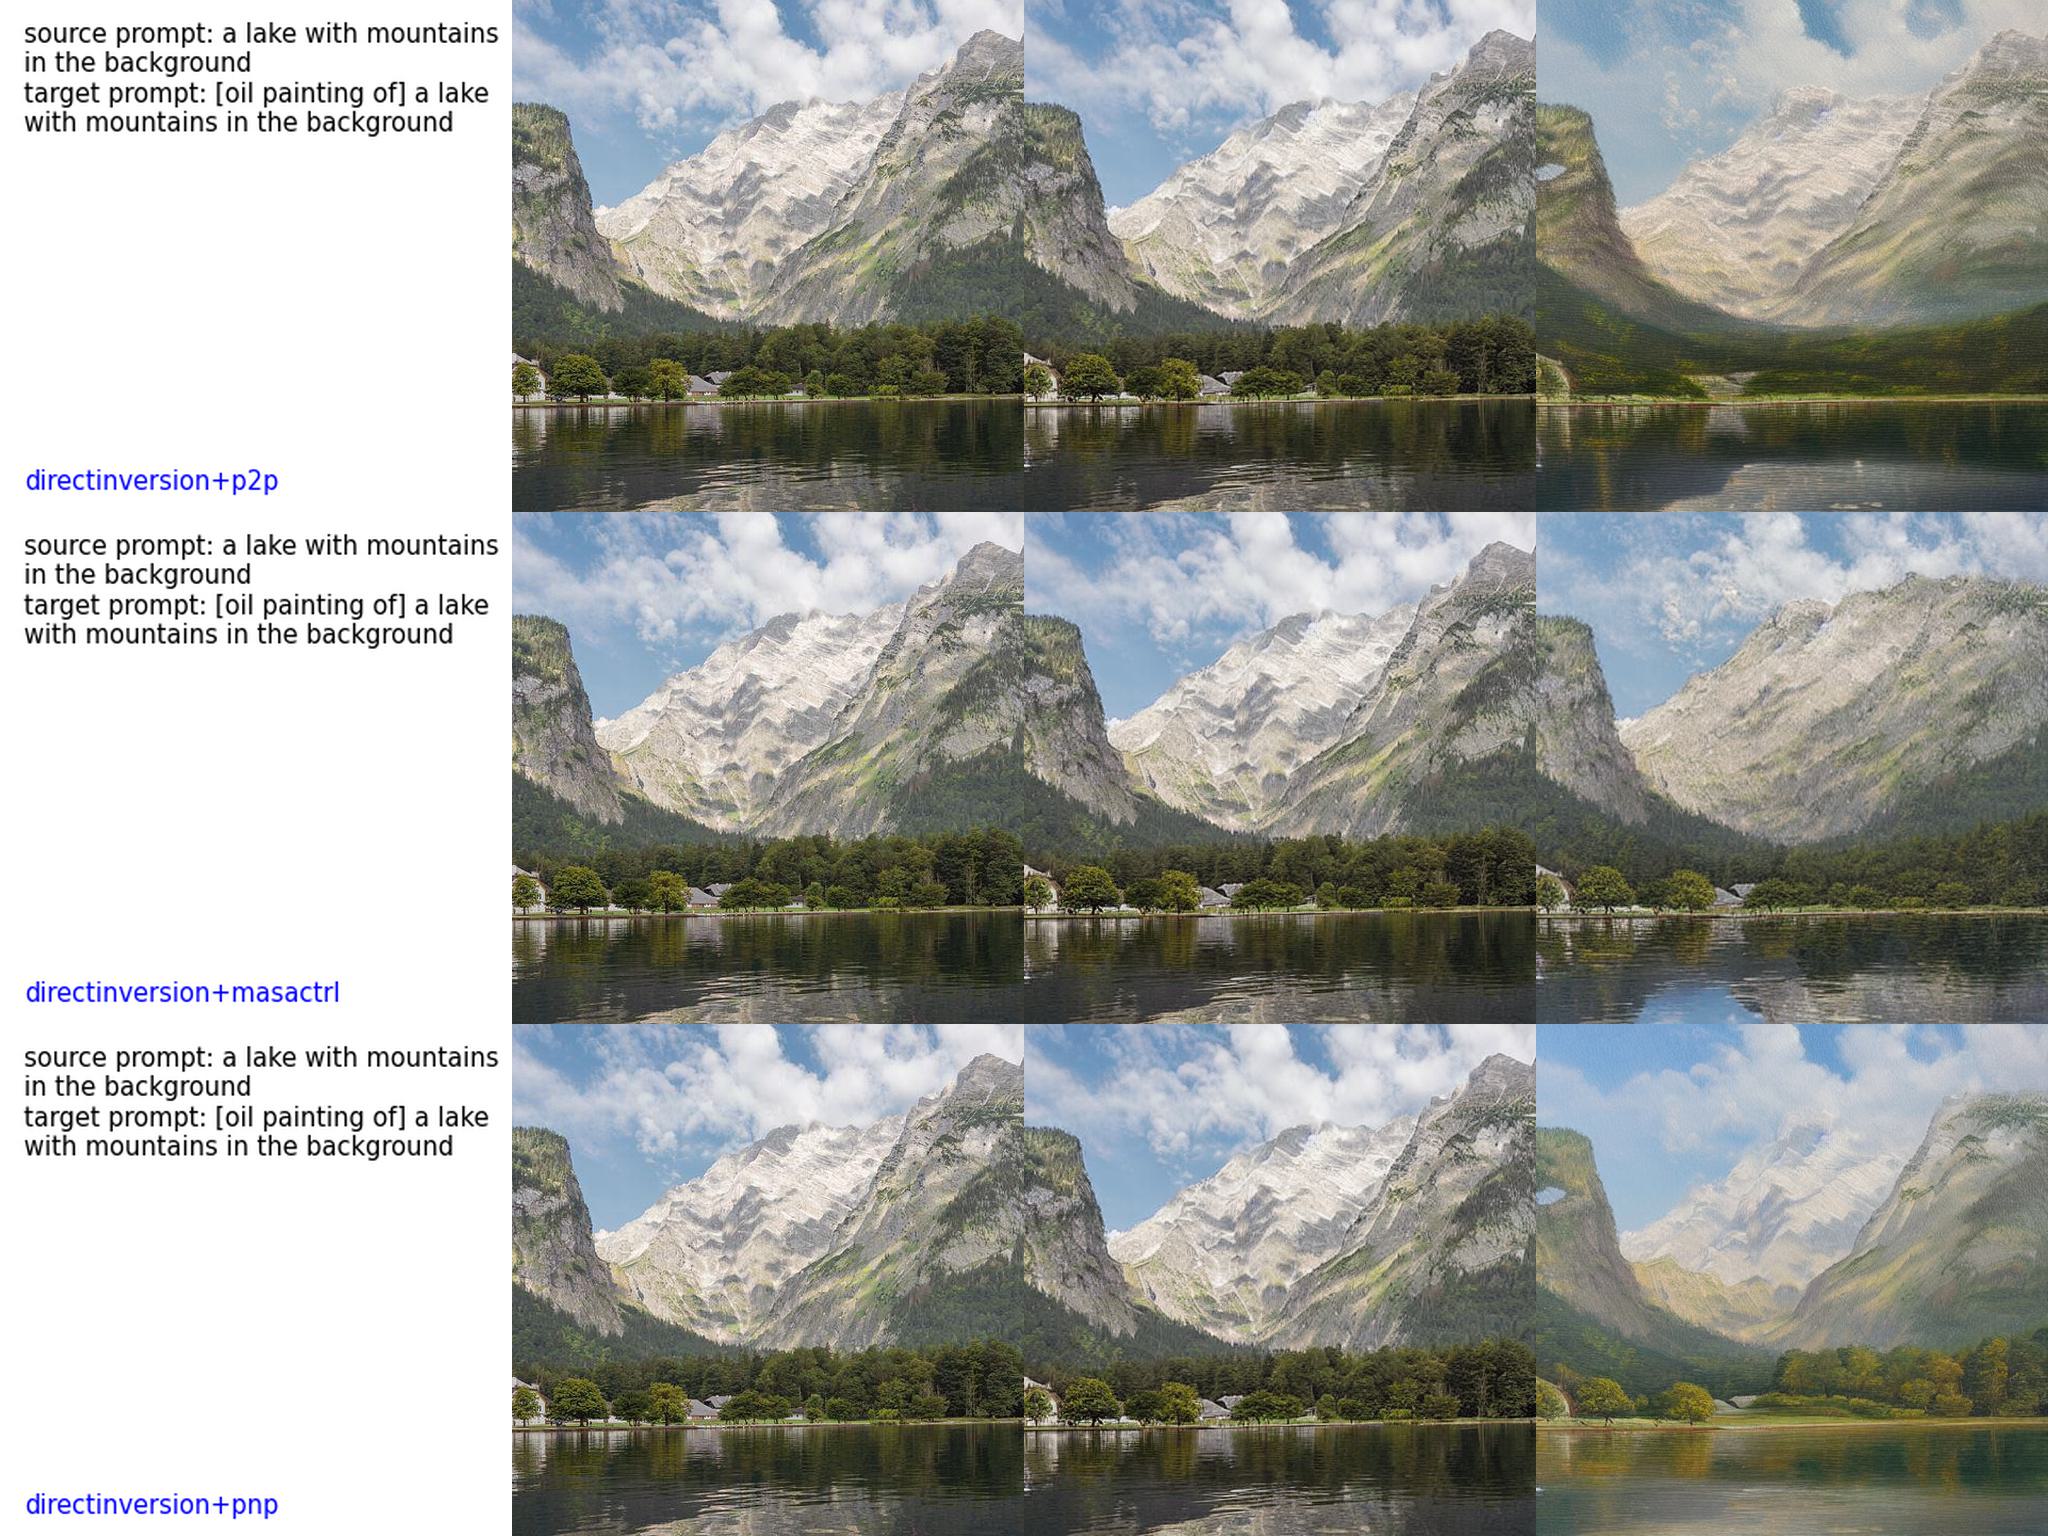 source prompt: a lake with mountains
in the background
target prompt: [oil painting of] a lake
with mountains in the background
directinversion+p2p
source prompt: a lake with mountains
in the background
target prompt: [oil painting of] a lake
with mountains in the background
directinversion+masactrl
source prompt: a lake with mountains
in the background
target prompt: [oil painting of] a lake
with mountains in the background
directinversion+pnp